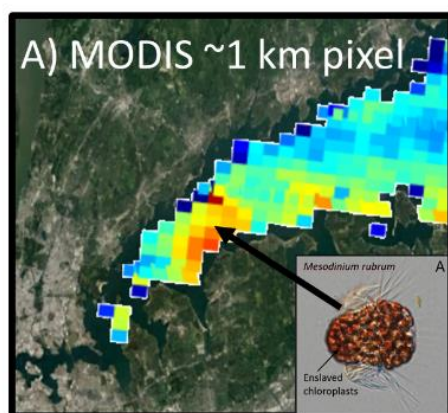 A) MODIS ~1 km pixel
Mesodinium rubrum
A
Enslaved
chloroplasts